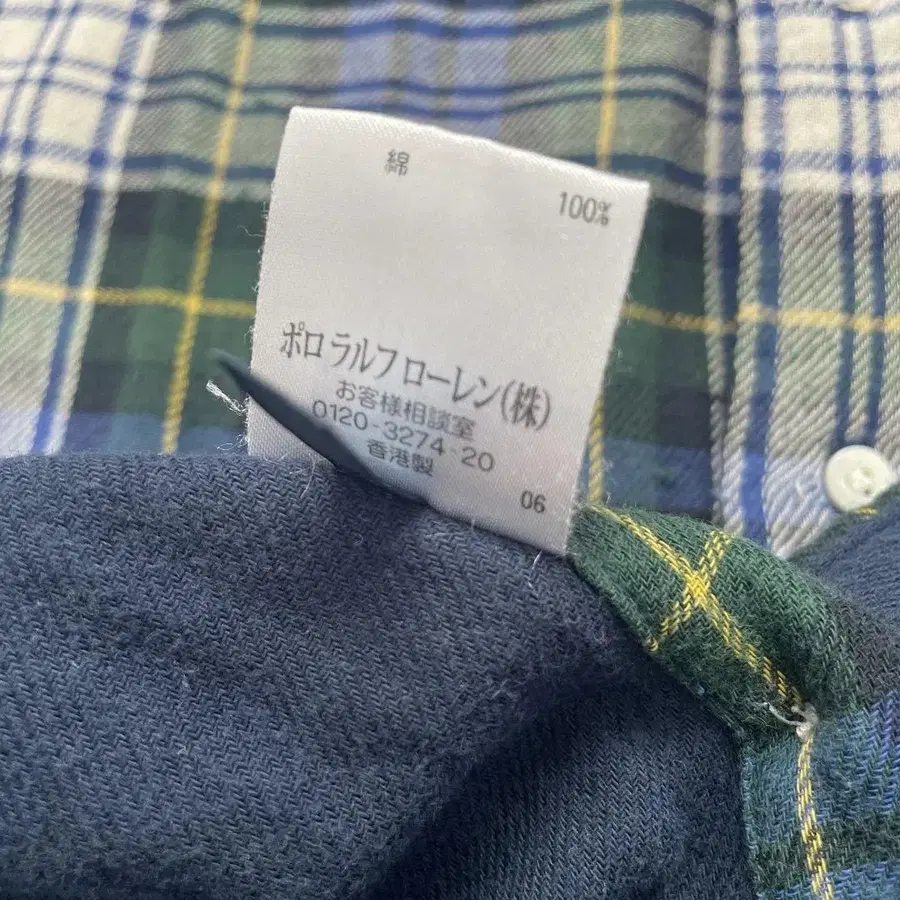 綿 100%
ポロ ラルフ ローレン(株)
お客様相談室
0120-3274-20
香港製
06